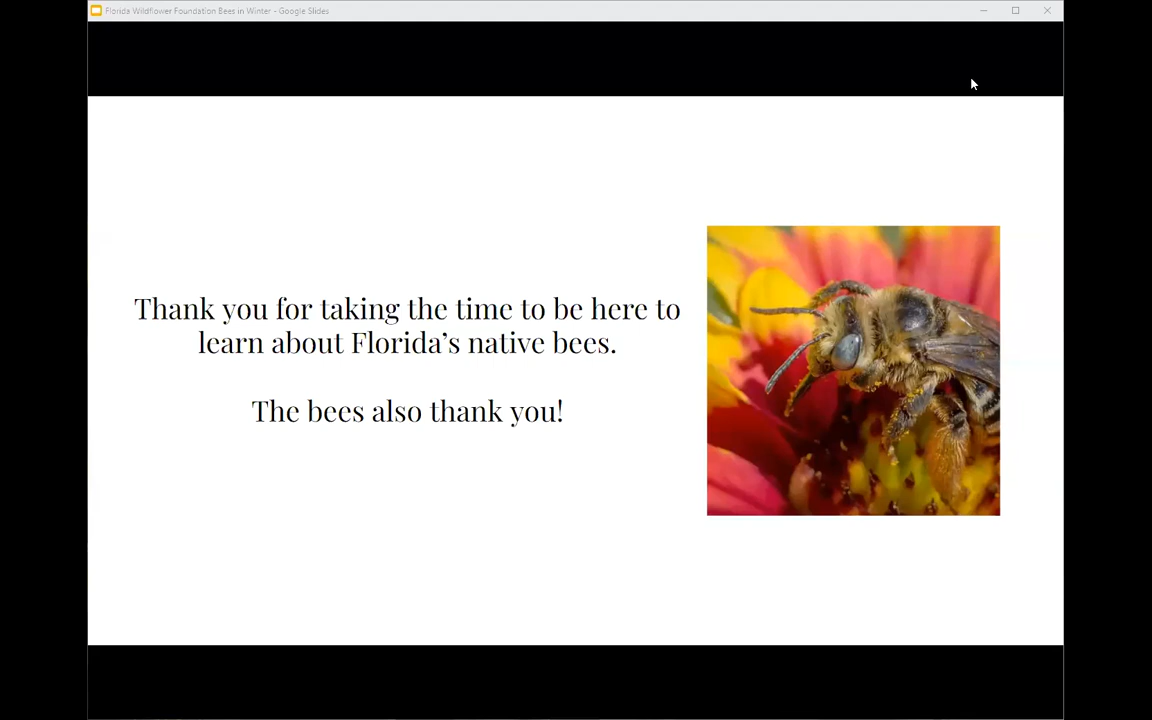 Florida Wildflower Foundation Bees in Winter - Google Slides
Thank you for taking the time to be here to
learn about Florida’s native bees.
The bees also thank you!